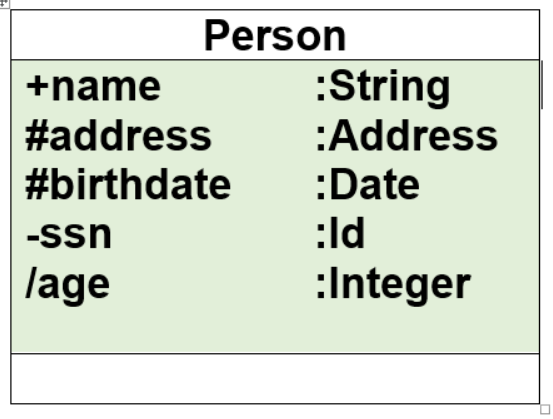 Person
+name :String
#address :Address
#birthdate :Date
-ssn :Id
/age :Integer